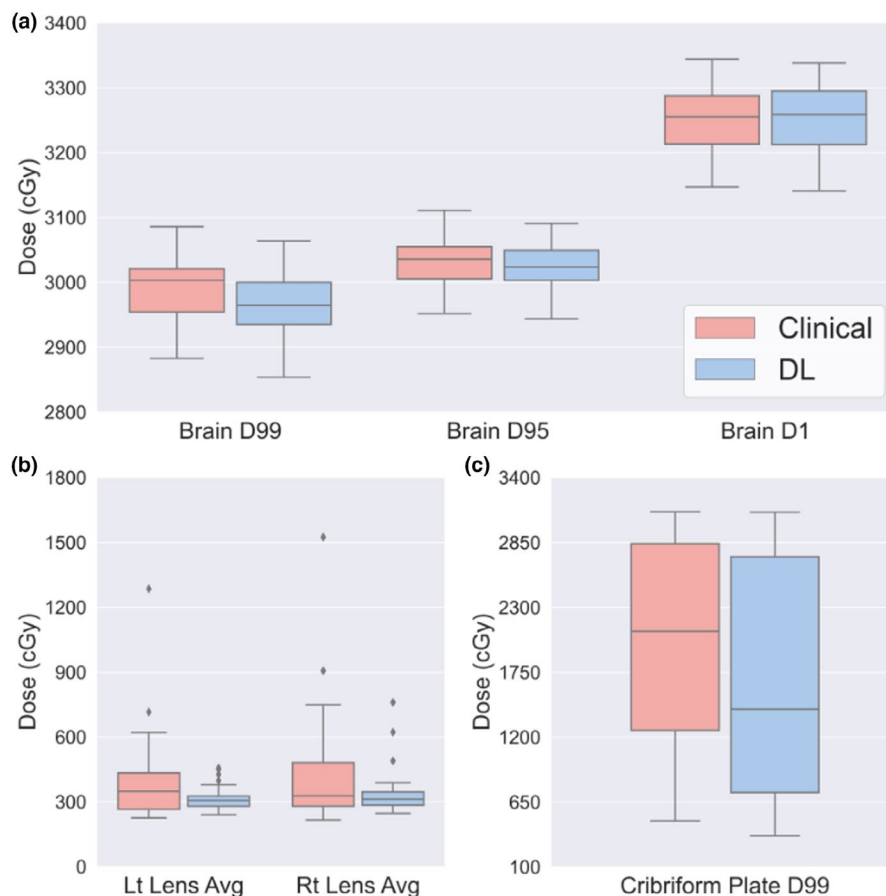 (a)
3400
3300
3200
3100
3000
2900
2800
Dose (cGy)
Clinical
DL
Brain D99 Brain D95 Brain D1
(b)
1800
1500
1200
900
600
300
0
Dose (cGy)
Lt Lens Avg Rt Lens Avg
(c)
3400
2850
2300
1750
1200
650
100
Dose (cGy)
Cribriform Plate D99